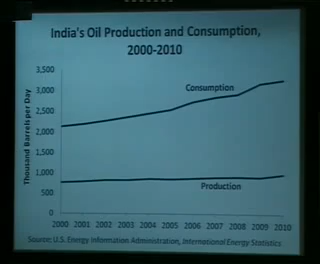 India's Oil Production and Consumption,
2000-2010
Thousand Barrels per Day
3,500
3,000
2,500
2,000
1,500
1,000
500
0
Consumption
Production
2000 2001 2002 2003 2004 2005 2006 2007 2008 2009 2010
Source: U.S. Energy Information Administration, International Energy Statistics